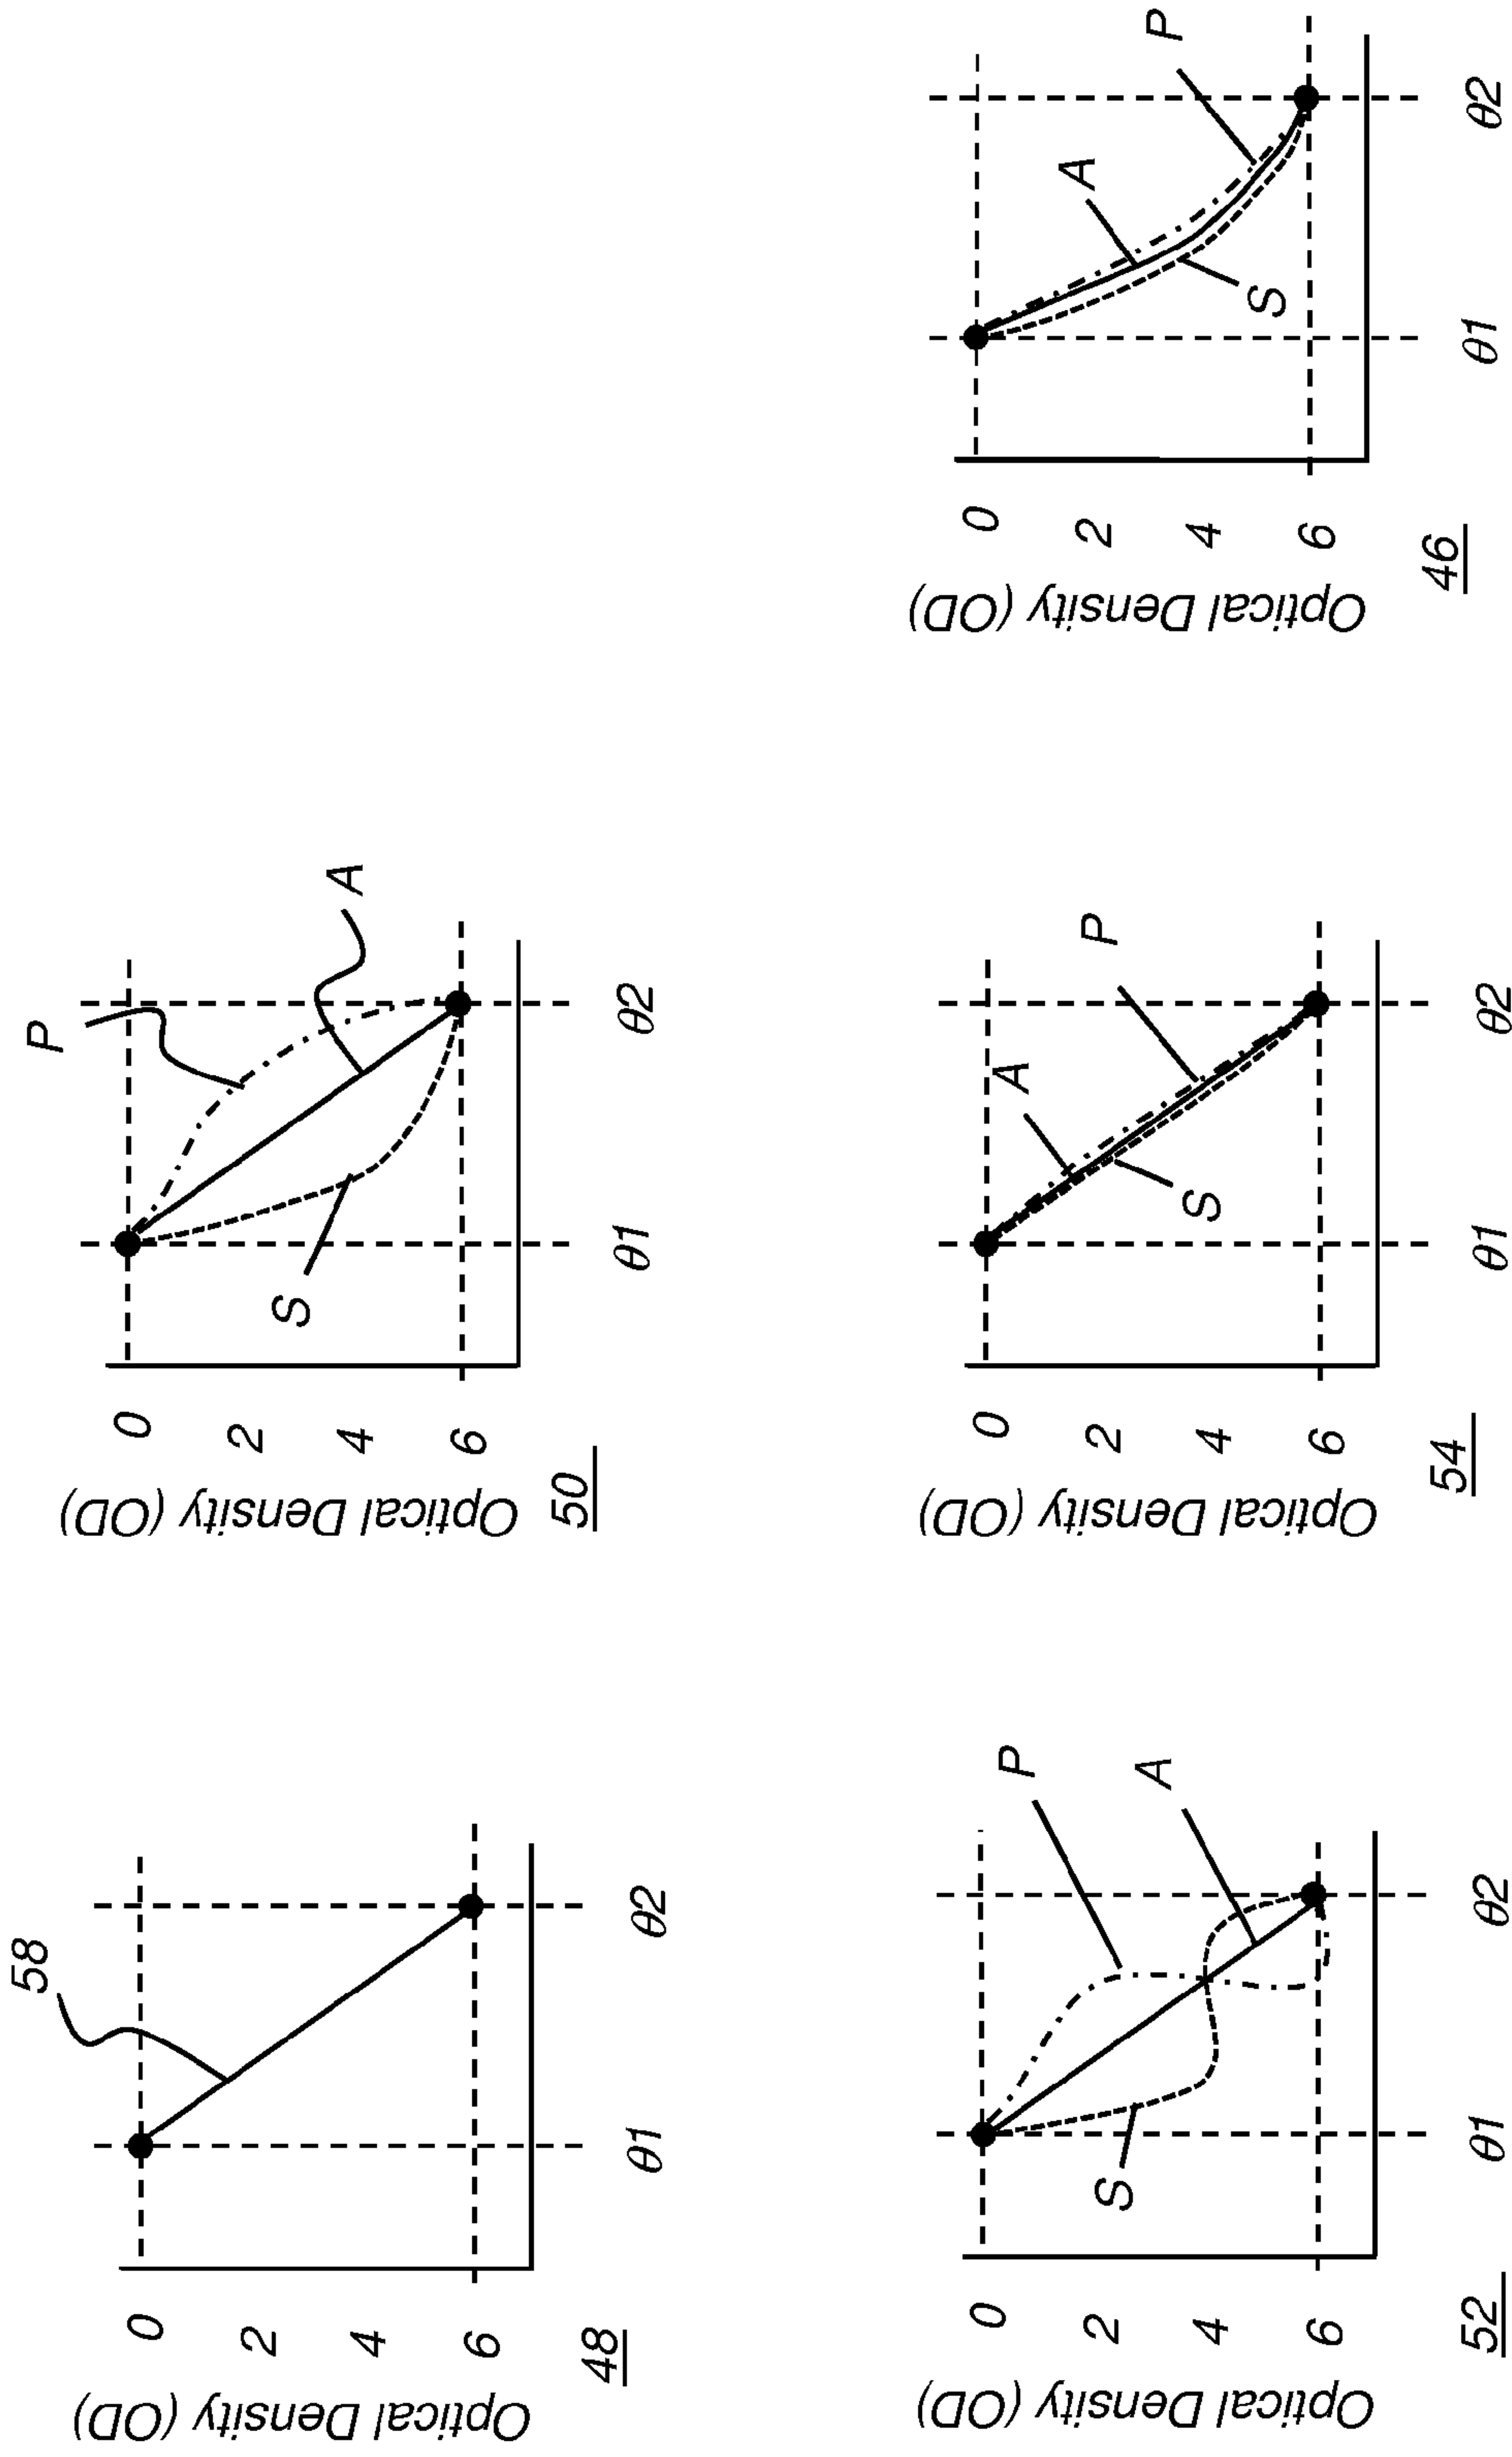 58
Optical Density (OD)
0
2
4
6
θ1
θ2
48
P
A
S
Optical Density (OD)
0
2
4
6
θ1
θ2
50
P
A
S
Optical Density (OD)
0
2
4
6
θ1
θ2
52
A
P
S
Optical Density (OD)
0
2
4
6
θ1
θ2
54
P
A
S
Optical Density (OD)
0
2
4
6
θ1
θ2
46